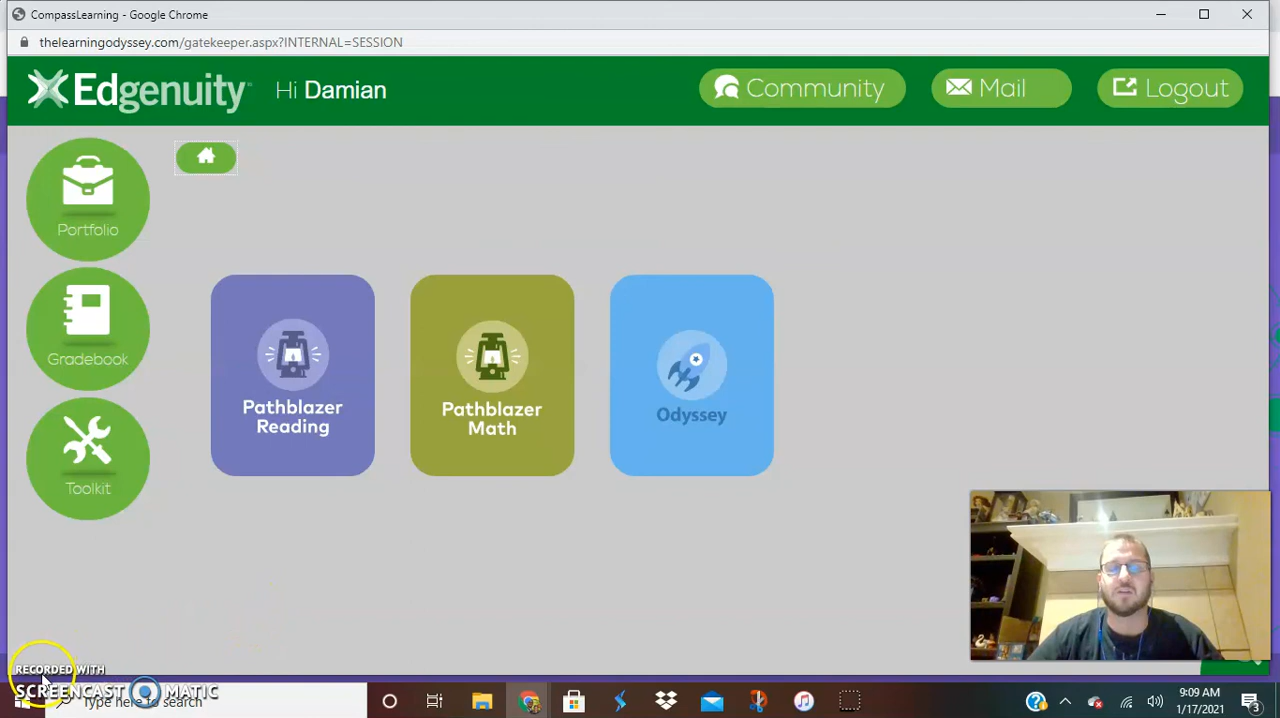 CompassLearning - Google Chrome
thelearningodyssey.com/gatekeeper.aspx?INTERNAL=SESSION
Edgenuity
Hi Damian
Community
Mail
Logout
Portfolio
Gradebook
Toolkit
Pathblazer
Reading
Pathblazer
Math
Odyssey
RECORDED WITH
SCREENCAST MATIC
Type here to search
9:09 AM
1/17/2021
3